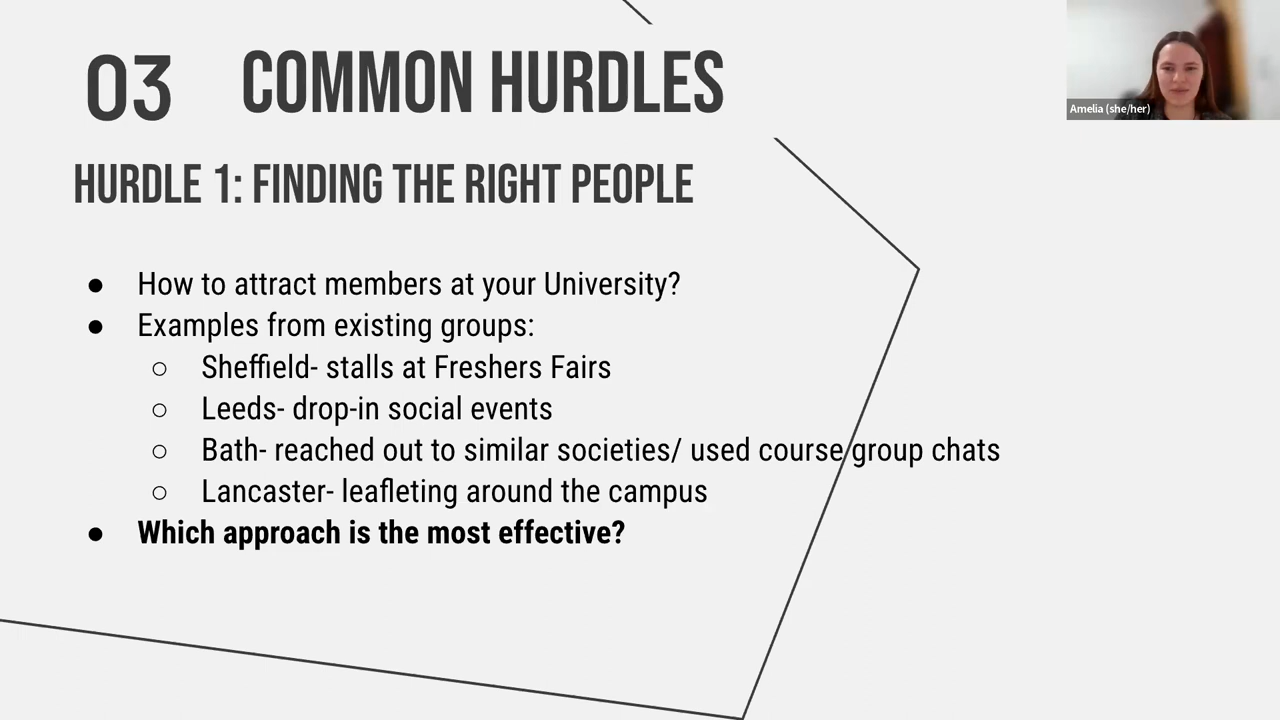 03 COMMON HURDLES
Amelia (she/her)
HURDLE 1: FINDING THE RIGHT PEOPLE
● How to attract members at your University?
● Examples from existing groups:
○ Sheffield- stalls at Freshers Fairs
○ Leeds- drop-in social events
○ Bath- reached out to similar societies/ used course group chats
○ Lancaster- leafleting around the campus
● Which approach is the most effective?